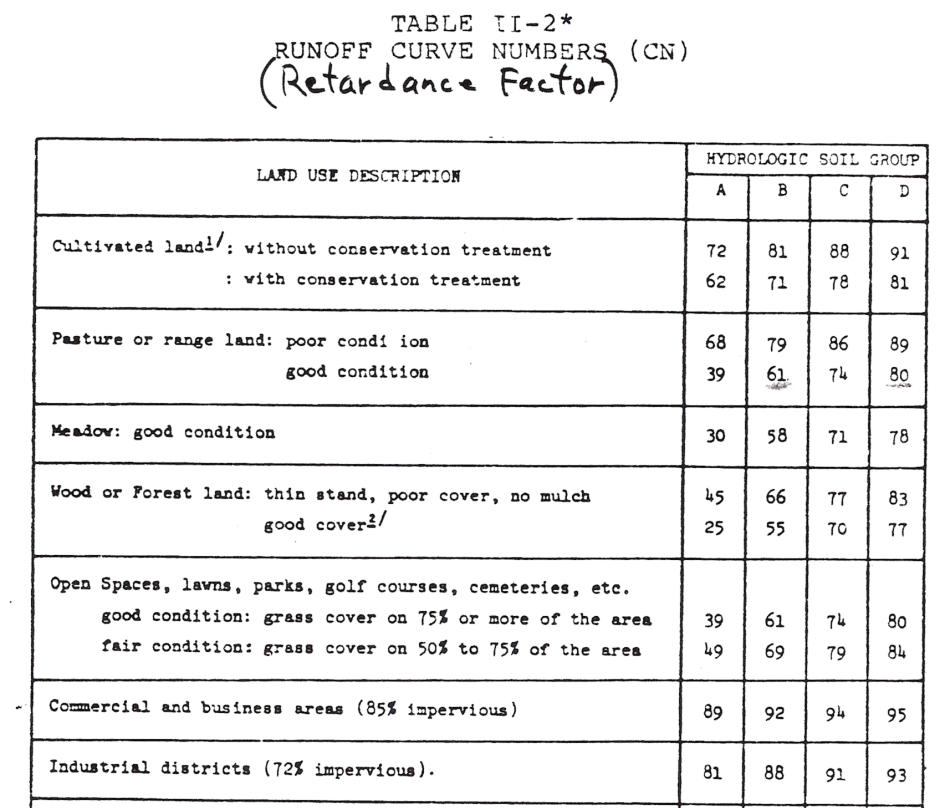 TABLE II-2*
RUNOFF CURVE NUMBERS (CN)
(Retardance Factor)
LAND USE DESCRIPTION
HYDROLOGIC SOIL GROUP
A B C D
Cultivated land1/: without conservation treatment 72 81 88 91
: with conservation treatment 62 71 78 81
Pasture or range land: poor condi ion 68 79 86 89
good condition 39 61 74 80
Meadow: good condition 30 58 71 78
Wood or Forest land: thin stand, poor cover, no mulch 45 66 77 83
good cover2/ 25 55 70 77
Open Spaces, lawns, parks, golf courses, cemeteries, etc.
good condition: grass cover on 75% or more of the area 39 61 74 80
fair condition: grass cover on 50% to 75% of the area 49 69 79 84
Commercial and business areas (85% impervious) 89 92 94 95
Industrial districts (72% impervious). 81 88 91 93